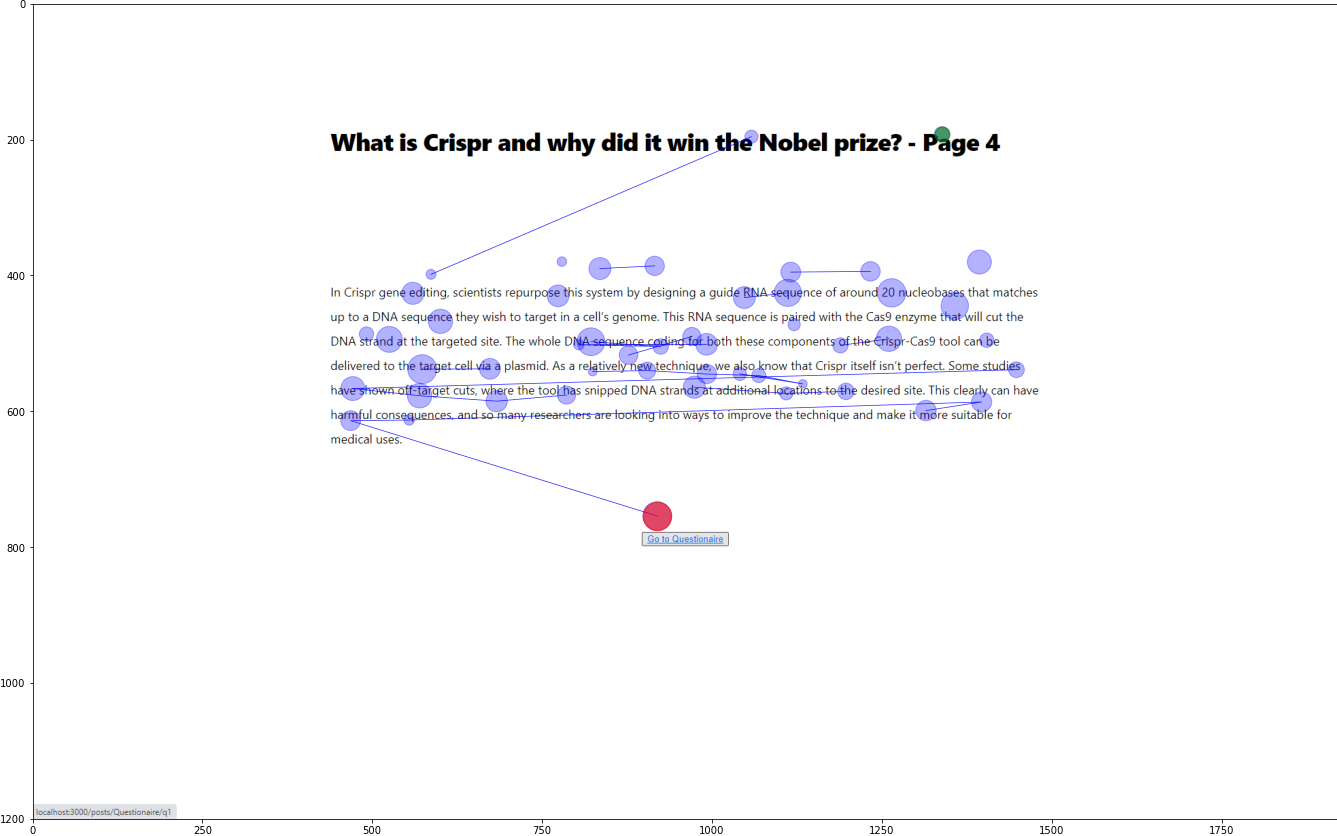 0
200
400
600
800
1000
1200
What is Crispr and why did it win the Nobel prize? - Page 4
In Crispr gene editing, scientists repurpose this system by designing a guide RNA sequence of around 20 nucleobases that matches
up to a DNA sequence they wish to target in a cell's genome. This RNA sequence is paired with the Cas9 enzyme that will cut the
DNA strand at the targeted site. The whole DNA sequence coding for both these components of the Crispr-Cas9 tool can be
delivered to the target cell via a plasmid. As a relatively new technique, we also know that Crispr itself isn't perfect. Some studies
have shown off-target cuts, where the tool has snipped DNA strands at additional locations to the desired site. This clearly can have
harmful consequences, and so many researchers are looking into ways to improve the technique and make it more suitable for
medical uses.
Go to Questionaire
localhost:3000/posts/Questionaire/q1
0 250 500 750 1000 1250 1500 1750